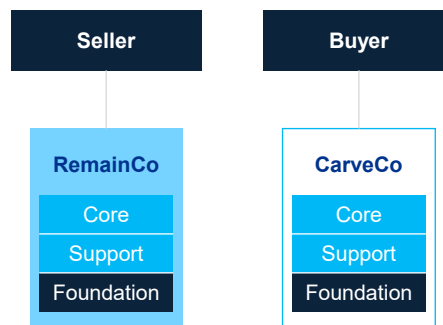 Seller
Buyer
RemainCo
Core
Support
Foundation
CarveCo
Core
Support
Foundation